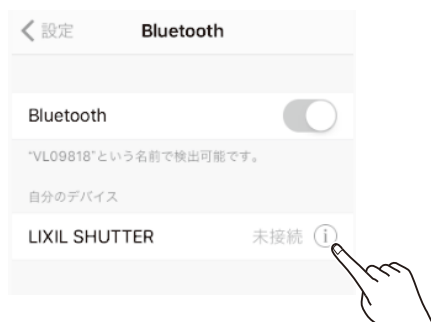 設定 Bluetooth
Bluetooth
“VL09818”という名前で検出可能です。
自分のデバイス
LIXIL SHUTTER 未接続 i